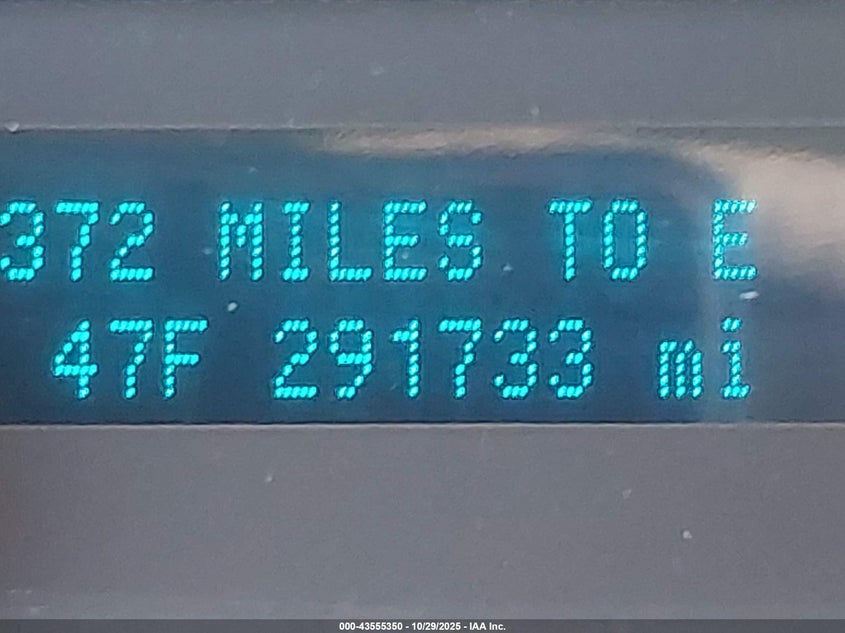 372 MILES TO E
47F 291733 mi
000-43555350 - 10/29/2025 - IAA Inc.